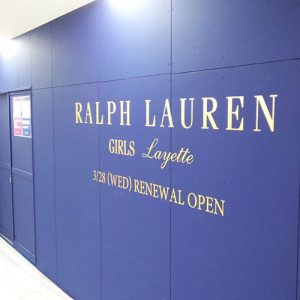 RALPH LAUREN
GIRLS Layette
3/28 (WED) RENEWAL OPEN